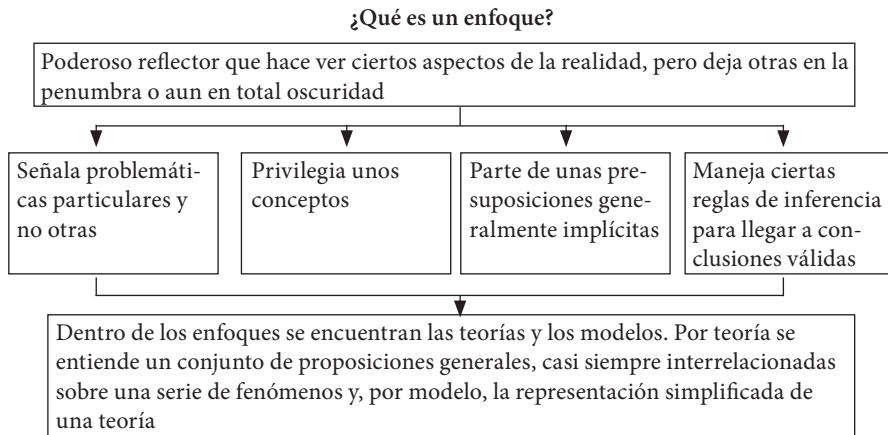 ¿Qué es un enfoque?
Poderoso reflector que hace ver ciertos aspectos de la realidad, pero deja otras en la
penumbra o aun en total oscuridad
Señala problemáti-
cas particulares y
no otras
Privilegia unos
conceptos
Parte de unas pre-
suposiciones gene-
ralmente implícitas
Maneja ciertas
reglas de inferencia
para llegar a con-
clusiones válidas
Dentro de los enfoques se encuentran las teorías y los modelos. Por teoría se
entiende un conjunto de proposiciones generales, casi siempre interrelacionadas
sobre una serie de fenómenos y, por modelo, la representación simplificada de
una teoría